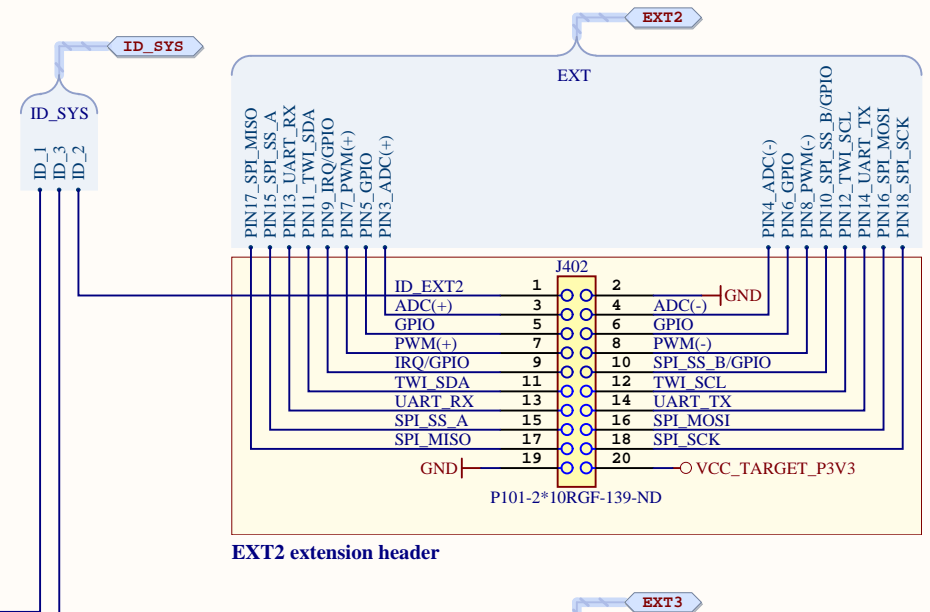 EXT2
ID_SYS
EXT
ID_SYS
ID_1
ID_3
ID_2
PIN17_SPI_MISO
PIN15_SPI_SS_A
PIN13_UART_RX
PIN11_TWI_SDA
PIN9_IRQ/GPIO
PIN7_PWM(+)
PIN5_GPIO
PIN3_ADC(+)
PIN4_ADC(-)
PIN6_GPIO
PIN8_PWM(-)
PIN10_SPI_SS_B/GPIO
PIN12_TWI_SCL
PIN14_UART_TX
PIN16_SPI_MOSI
PIN18_SPI_SCK
J402
ID_EXT2 1 2 GND
ADC(+) 3 4 ADC(-)
GPIO 5 6 GPIO
PWM(+) 7 8 PWM(-)
IRQ/GPIO 9 10 SPI_SS_B/GPIO
TWI_SDA 11 12 TWI_SCL
UART_RX 13 14 UART_TX
SPI_SS_A 15 16 SPI_MOSI
SPI_MISO 17 18 SPI_SCK
GND 19 20 VCC_TARGET_P3V3
P101-2*10RGF-139-ND
EXT2 extension header
EXT3